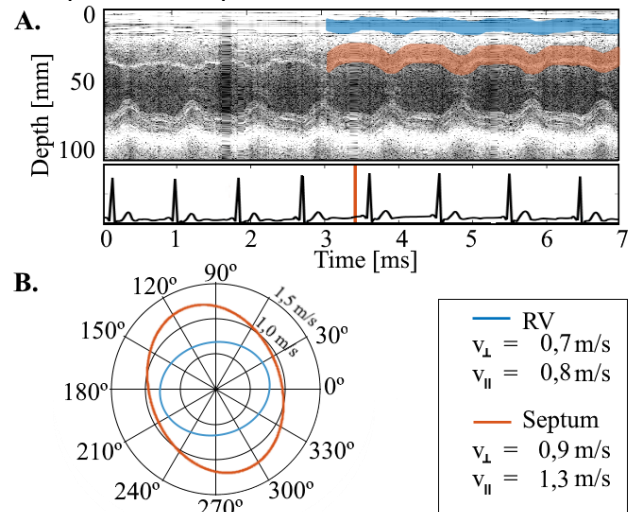 A.
0
50
100
Depth [mm]
0 1 2 3 4 5 6 7
Time [ms]
B.
90º
120º
1,5 m/s
1,0 m/s
30º
150º
180º
0º
210º
330º
240º
300º
270º
RV
v⊥ = 0,7 m/s
v|| = 0,8 m/s
Septum
v⊥ = 0,9 m/s
v|| = 1,3 m/s